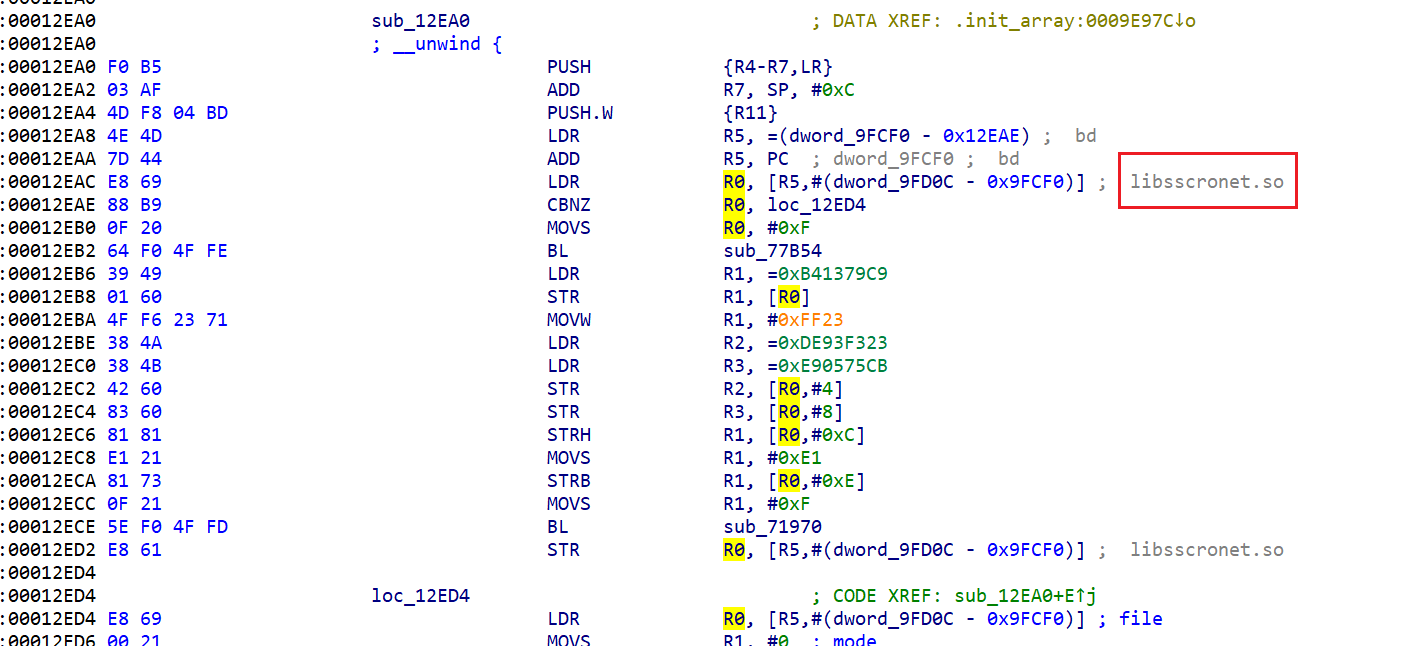 :00012EA0 sub_12EA0 ; DATA XREF: .init_array:0009E97C↓o
:00012EA0 ; __unwind {
:00012EA0 F0 B5 PUSH {R4-R7,LR}
:00012EA2 03 AF ADD R7, SP, #0xC
:00012EA4 4D F8 04 BD PUSH.W {R11}
:00012EA8 4E 4D LDR R5, =(dword_9FCF0 - 0x12EAE) ; bd
:00012EAA 7D 44 ADD R5, PC ; dword_9FCF0 ; bd
:00012EAC E8 69 LDR R0, [R5,#(dword_9FD0C - 0x9FCF0)] ; libsscronet.so
:00012EAE 88 B9 CBNZ R0, loc_12ED4
:00012EB0 0F 20 MOVS R0, #0xF
:00012EB2 64 F0 4F FE BL sub_77B54
:00012EB6 39 49 LDR R1, =0xB41379C9
:00012EB8 01 60 STR R1, [R0]
:00012EBA 4F F6 23 71 MOVW R1, #0xFF23
:00012EBE 38 4A LDR R2, =0xDE93F323
:00012EC0 38 4B LDR R3, =0xE90575CB
:00012EC2 42 60 STR R2, [R0,#4]
:00012EC4 83 60 STR R3, [R0,#8]
:00012EC6 81 81 STRH R1, [R0,#0xC]
:00012EC8 E1 21 MOVS R1, #0xE1
:00012ECA 81 73 STRB R1, [R0,#0xE]
:00012ECC 0F 21 MOVS R1, #0xF
:00012ECE 5E F0 4F FD BL sub_71970
:00012ED2 E8 61 STR R0, [R5,#(dword_9FD0C - 0x9FCF0)] ; libsscronet.so
:00012ED4
:00012ED4 loc_12ED4 ; CODE XREF: sub_12EA0+E↑j
:00012ED4 E8 69 LDR R0, [R5,#(dword_9FD0C - 0x9FCF0)] ; file
:00012ED6 00 21 MOVS R1, #0 ; mode